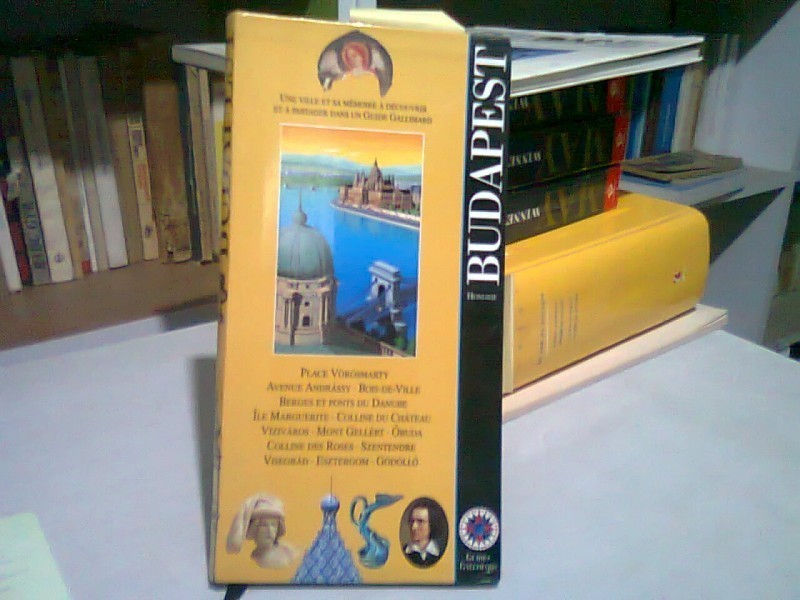 UNE VILLE ET SA MÉMOIRE À DÉCOUVRIR
ET À PARTAGER DANS UN GUIDE GALLIMARD
PLACE VÖRÖSMARTY
AVENUE ANDRÁSSY · BOIS-DE-VILLE
BERGES ET PONTS DU DANUBE
ÎLE MARGUERITE · COLLINE DU CHÂTEAU
VIZIVÁROS · MONT GELLÉRT · ÓBUDA
COLLINE DES ROSES · SZENTENDRE
VISEGRÁD · ESZTERGOM · GÖDÖLLŐ
BUDAPEST
HONGRIE
GUIDES
GALLIMARD